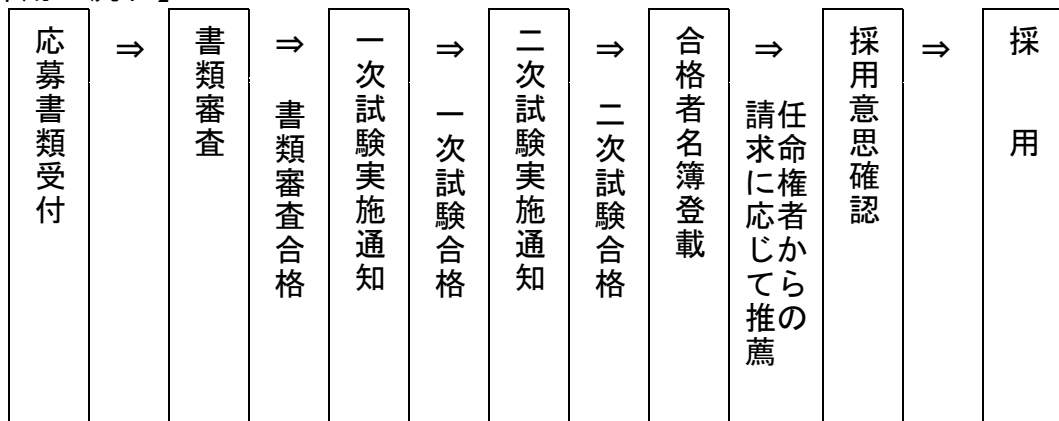 応募書類受付
⇒
書類審査
⇒ 書類審査合格
一次試験実施通知
⇒ 一次試験合格
二次試験実施通知
⇒ 二次試験合格
合格者名簿登載
⇒
任命権者からの
請求に応じて推薦
採用意思確認
⇒
採用